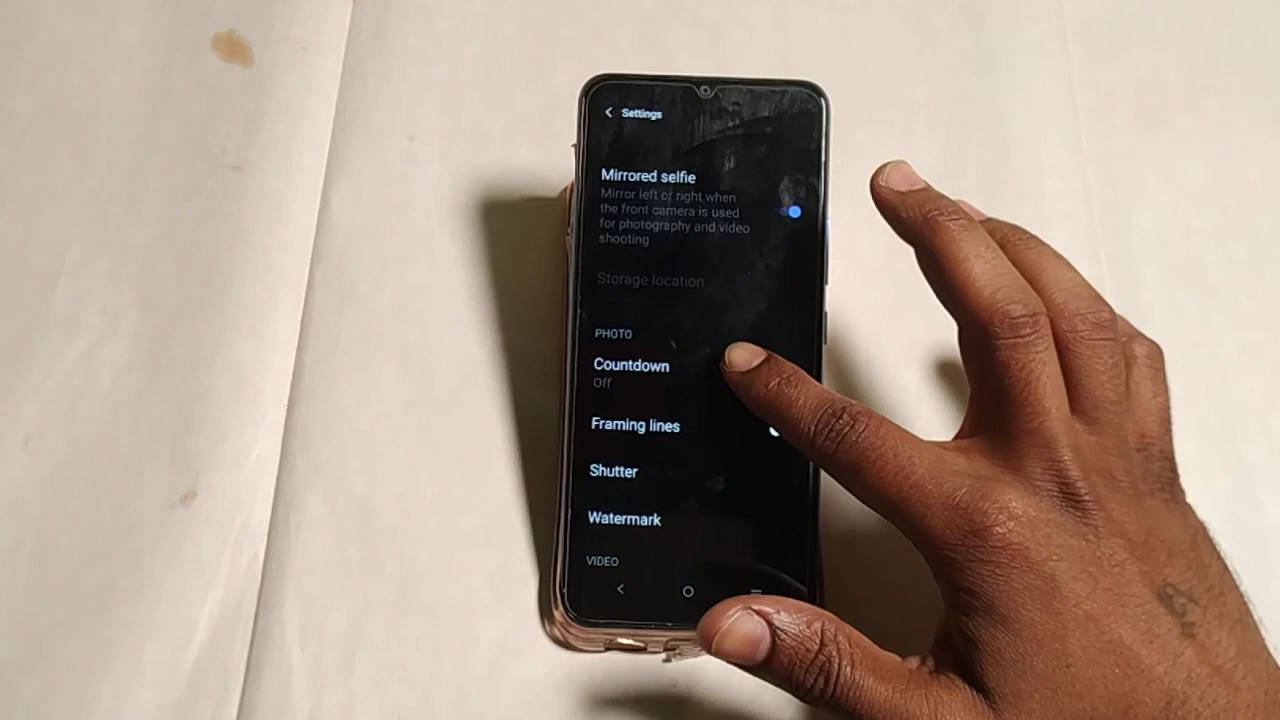 Settings
Mirrored selfie
Mirror left or right when
the front camera is used
for photography and video
shooting
Storage location
PHOTO
Countdown
Off
Framing lines
Shutter
Watermark
VIDEO